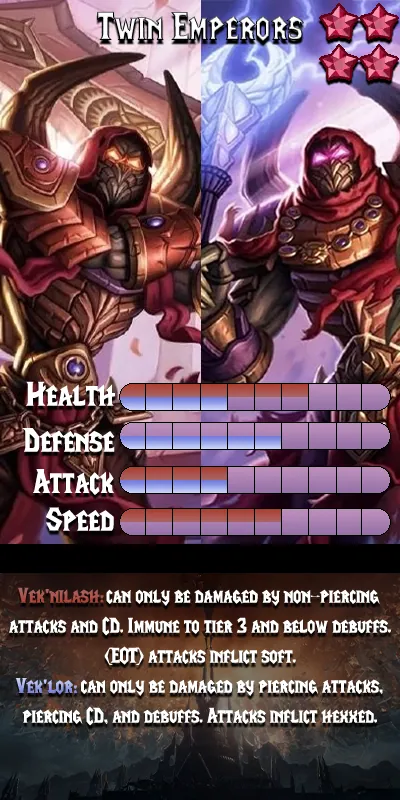 Twin Emperors
Health
Defense
Attack
Speed
Vek'nilash: can only be damaged by non-piercing
attacks and CD. Immune to tier 3 and below debuffs.
(EOT) attacks inflict soft.
Vek'lor: can only be damaged by piercing attacks,
piercing CD, and debuffs. Attacks inflict hexxed.